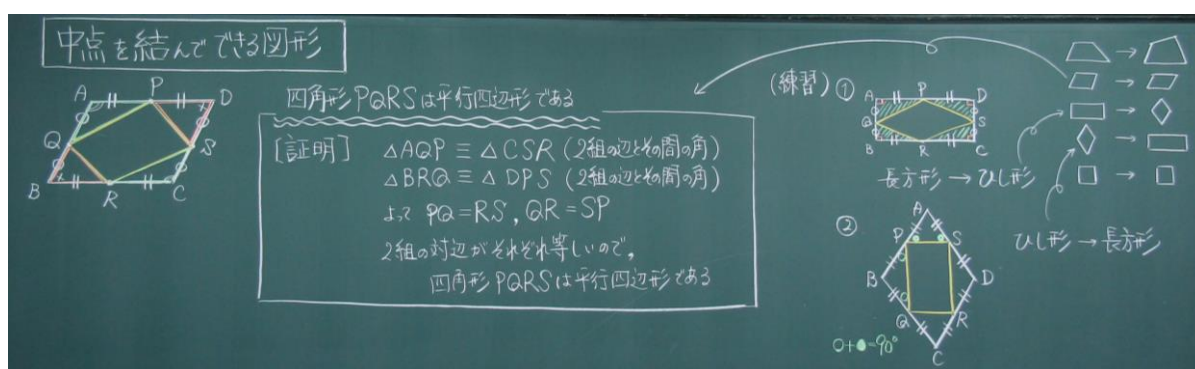 中点を結んでできる図形
A P D
Q S
B R C
四角形PQRSは平行四辺形である
[証明] △AQP≡△CSR (2組の辺とその間の角)
△BRQ≡△DPS (2組の辺とその間の角)
よって PQ=RS, QR=SP
2組の対辺がそれぞれ等しいので,
四角形PQRSは平行四辺形である
(練習) ①
A P D
Q S
B R C
長方形→ひし形
②
A
P S
B D
Q R
C
○+●=90°
ひし形→長方形